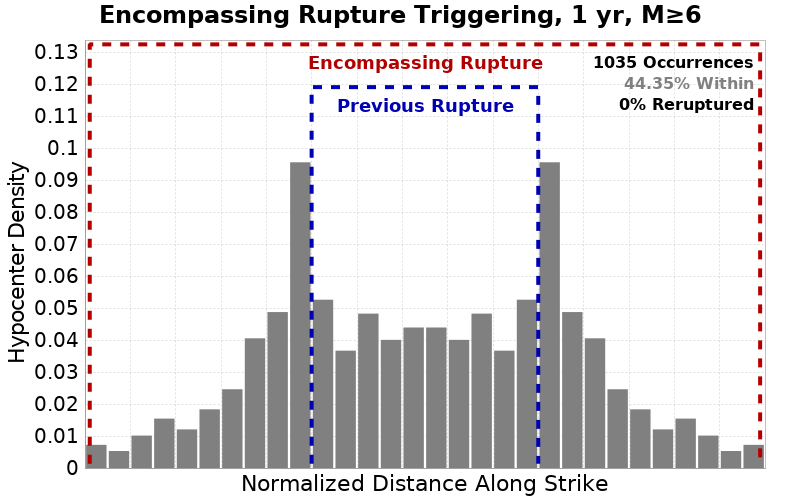 Encompassing Rupture Triggering, 1 yr, M≥6
Encompassing Rupture
Previous Rupture
1035 Occurrences
44.35% Within
0% Reruptured
Hypocenter Density
0.13
0.12
0.11
0.1
0.09
0.08
0.07
0.06
0.05
0.04
0.03
0.02
0.01
0
Normalized Distance Along Strike